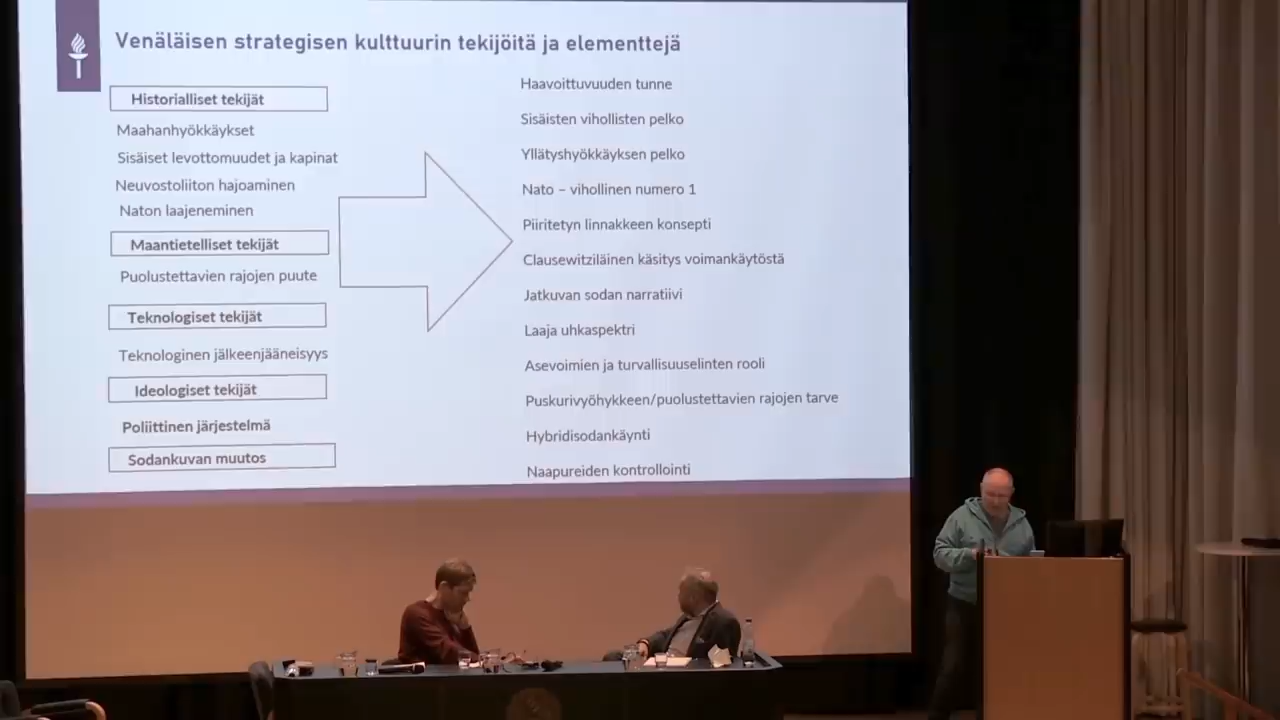 Venäläisen strategisen kulttuurin tekijöitä ja elementtejä
Historialliset tekijät
Maahanhyökkäykset
Sisäiset levottomuudet ja kapinat
Neuvostoliiton hajoaminen
Naton laajeneminen
Maantietelliset tekijät
Puolustettavien rajojen puute
Teknologiset tekijät
Teknologinen jälkeenjääneisyys
Ideologiset tekijät
Poliittinen järjestelmä
Sodankuvan muutos
Haavoittuvuuden tunne
Sisäisten vihollisten pelko
Yllätyshyökkäyksen pelko
Nato – vihollinen numero 1
Piiritetyn linnakkeen konsepti
Clausewitziläinen käsitys voimankäytöstä
Jatkuvan sodan narratiivi
Laaja uhkaspektri
Asevoimien ja turvallisuuselinten rooli
Puskurivyöhykkeen/puolustettavien rajojen tarve
Hybridisodankäynti
Naapureiden kontrollointi